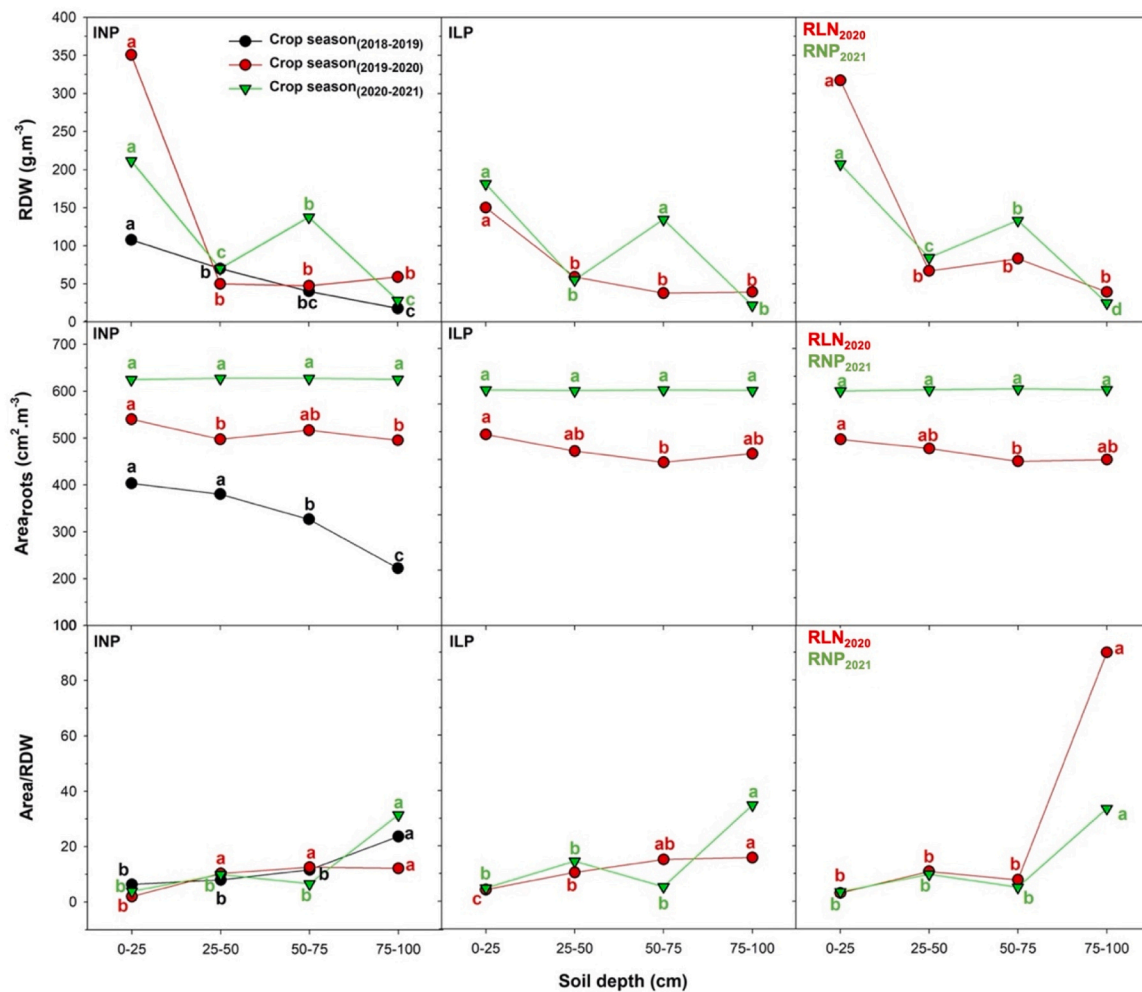 INP
Crop season(2018-2019)
Crop season(2019-2020)
Crop season(2020-2021)
ILP
RLN2020
RNP2021
RDW (g.m-3)
400
350
300
250
200
150
100
50
0
a
a
a
b
c
b
b
b
bc
b
c
c
a
a
b
b
a
b
b
b
a
a
c
b
b
b
b
d
INP
ILP
RLN2020
RNP2021
Arearoots (cm2.m-3)
700
600
500
400
300
200
100
a
a
a
a
a
b
ab
b
a
a
b
c
a
a
a
a
a
ab
b
ab
a
a
a
a
a
ab
b
ab
INP
ILP
RLN2020
RNP2021
Area/RDW
80
60
40
20
0
b
b
b
a
b
b
a
b
b
a
a
a
b
c
b
b
ab
b
a
a
b
b
b
b
b
b
a
a
0-25
25-50
50-75
75-100
0-25
25-50
50-75
75-100
0-25
25-50
50-75
75-100
Soil depth (cm)